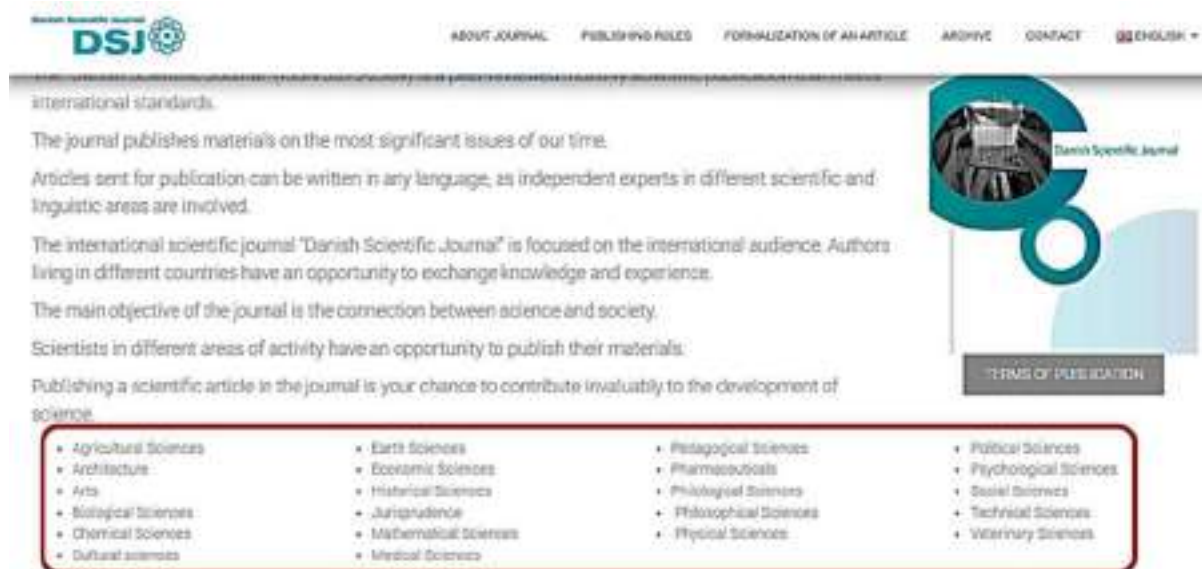 Danish Scientific Journal
DSJ
ABOUT JOURNAL PUBLISHING RULES FORMALIZATION OF AN ARTICLE ARCHIVE CONTACT ENGLISH
international standards.
The journal publishes materials on the most significant issues of our time.
Articles sent for publication can be written in any language, as independent experts in different scientific and
linguistic areas are involved.
The international scientific journal "Danish Scientific Journal" is focused on the international audience. Authors
living in different countries have an opportunity to exchange knowledge and experience.
The main objective of the journal is the connection between science and society.
Scientists in different areas of activity have an opportunity to publish their materials.
Publishing a scientific article in the journal is your chance to contribute invaluably to the development of
science.
Danish Scientific Journal
TERMS OF PUBLICATION
• Agricultural Sciences
• Architecture
• Arts
• Biological Sciences
• Chemical Sciences
• Cultural sciences
• Earth Sciences
• Economic Sciences
• Historical Sciences
• Jurisprudence
• Mathematical Sciences
• Medical Sciences
• Pedagogical Sciences
• Pharmaceuticals
• Philological Sciences
• Philosophical Sciences
• Physical Sciences
• Political Sciences
• Psychological Sciences
• Social Sciences
• Technical Sciences
• Veterinary Sciences